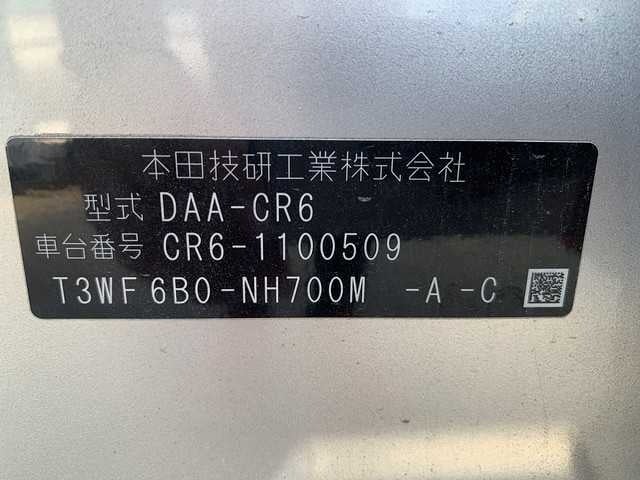 本田技研工業株式会社
型式 DAA-CR6
車台番号 CR6-1100509
T3WF6B0-NH700M -A -C